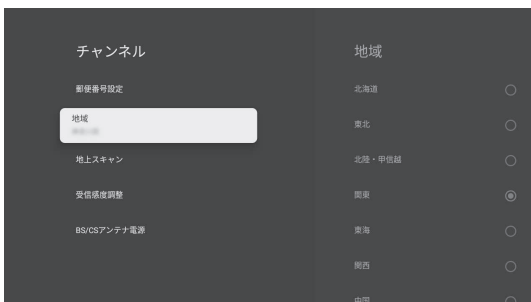 チャンネル
郵便番号設定
地域
地上スキャン
受信感度調整
BS/CSアンテナ電源
地域
北海道
東北
北陸・甲信越
関東
東海
関西
中国